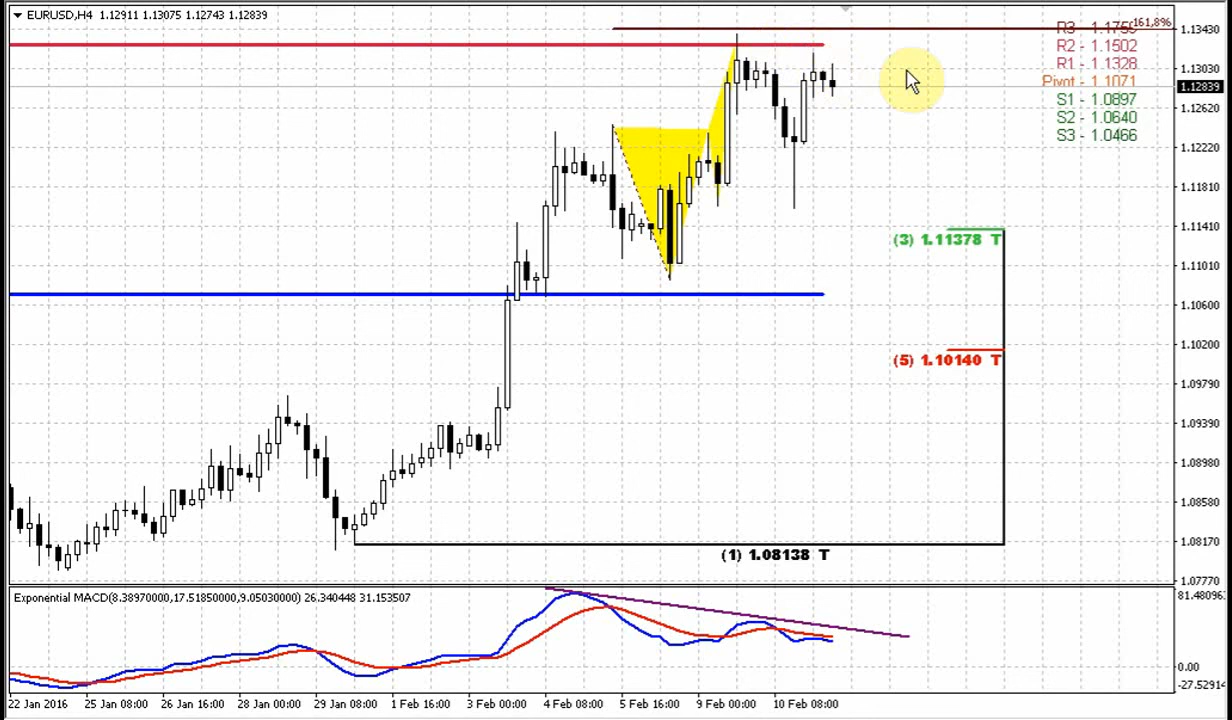 EURUSD,H4 1.12911 1.13075 1.12743 1.12839
161,8%
R3 - 1.1759
R2 - 1.1502
R1 - 1.1328
Pivot - 1.1071
S1 - 1.0897
S2 - 1.0640
S3 - 1.0466
1.13430
1.13030
1.12839
1.12620
1.12220
1.11810
1.11410
1.11010
1.10600
1.10200
1.09790
1.09390
1.08980
1.08580
1.08170
1.07770
(3) 1.11378 T
(5) 1.10140 T
(1) 1.08138 T
Exponential MACD(8.38970000,17.51850000,9.05030000) 26.340448 31.153507
81.48096
0.00
-27.52914
22 Jan 2016 25 Jan 08:00 26 Jan 16:00 28 Jan 00:00 29 Jan 08:00 1 Feb 16:00 3 Feb 00:00 4 Feb 08:00 5 Feb 16:00 9 Feb 00:00 10 Feb 08:00